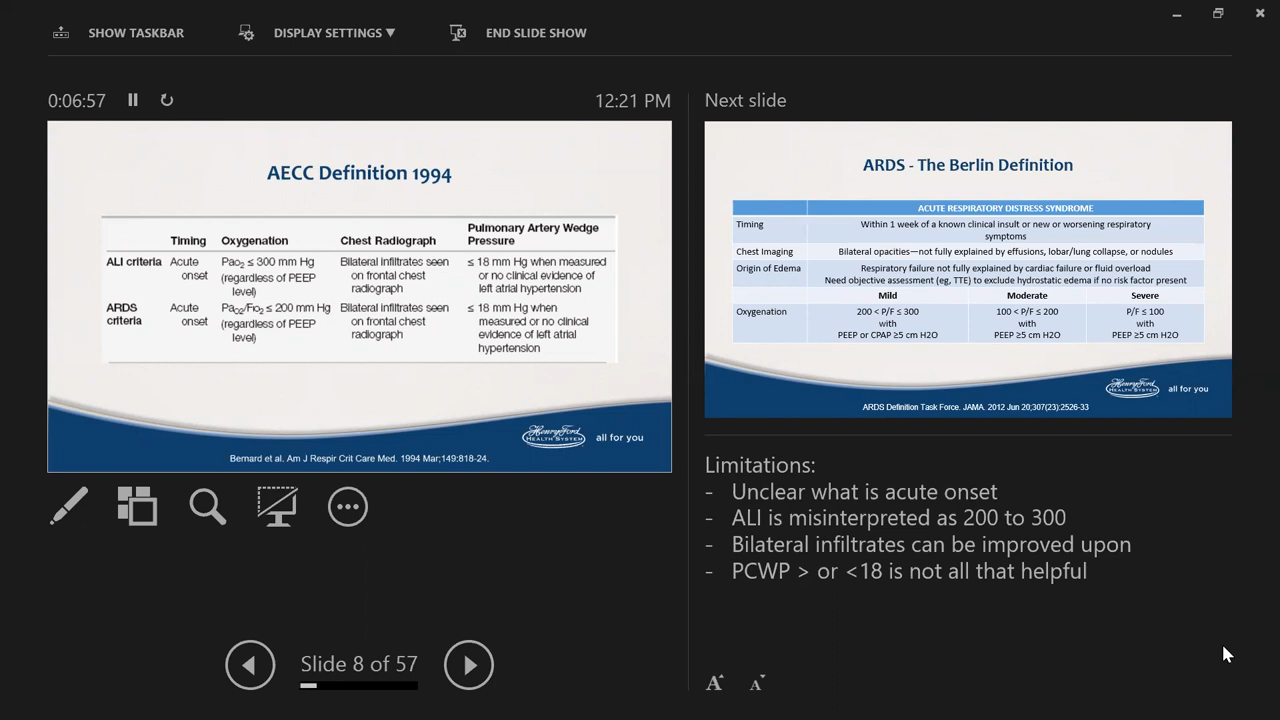 SHOW TASKBAR
DISPLAY SETTINGS ▼
END SLIDE SHOW
0:06:57
12:21 PM
AECC Definition 1994
Timing Oxygenation Chest Radiograph Pulmonary Artery Wedge
Pressure
ALI criteria Acute Pao₂ ≤ 300 mm Hg Bilateral infiltrates seen ≤ 18 mm Hg when measured
onset (regardless of PEEP on frontal chest or no clinical evidence of
level) radiograph left atrial hypertension
ARDS Acute Pao₂/Fio₂ ≤ 200 mm Hg Bilateral infiltrates seen ≤ 18 mm Hg when
criteria onset (regardless of PEEP on frontal chest measured or no clinical
level) radiograph evidence of left atrial
hypertension
Henry Ford
HEALTH SYSTEM
all for you
Bernard et al. Am J Respir Crit Care Med. 1994 Mar;149:818-24.
Slide 8 of 57
Next slide
ARDS - The Berlin Definition
ACUTE RESPIRATORY DISTRESS SYNDROME
Timing Within 1 week of a known clinical insult or new or worsening respiratory
symptoms
Chest Imaging Bilateral opacities—not fully explained by effusions, lobar/lung collapse, or nodules
Origin of Edema Respiratory failure not fully explained by cardiac failure or fluid overload
Need objective assessment (eg, TTE) to exclude hydrostatic edema if no risk factor present
Mild Moderate Severe
Oxygenation 200 < P/F ≤ 300 100 < P/F ≤ 200 P/F ≤ 100
with with with
PEEP or CPAP ≥5 cm H2O PEEP ≥5 cm H2O PEEP ≥5 cm H2O
Henry Ford
HEALTH SYSTEM
all for you
ARDS Definition Task Force. JAMA. 2012 Jun 20;307(23):2526-33
Limitations:
- Unclear what is acute onset
- ALI is misinterpreted as 200 to 300
- Bilateral infiltrates can be improved upon
- PCWP > or <18 is not all that helpful
A A